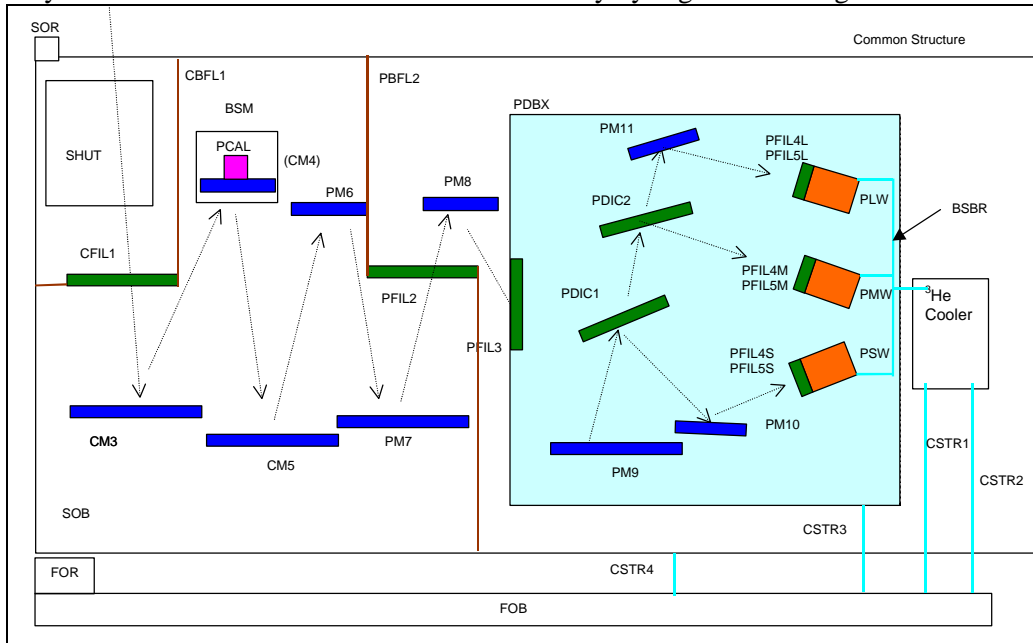 SOR
Common Structure
CBFL1
PBFL2
BSM
PDBX
PM11
PFIL4L
PFIL5L
SHUT
PCAL
(CM4)
PM6
PM8
PLW
PDIC2
BSBR
CFIL1
PFIL4M
PFIL5M
PFIL2
PDIC1
PMW
3He
Cooler
PFIL3
PFIL4S
PFIL5S
PSW
CM3
PM7
PM10
CM5
PM9
CSTR1
CSTR2
SOB
CSTR3
FOR
CSTR4
FOB